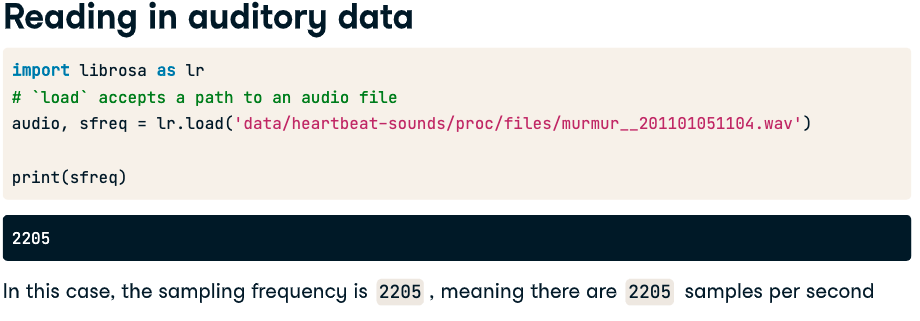 Reading in auditory data
import librosa as lr
# `load` accepts a path to an audio file
audio, sfreq = lr.load('data/heartbeat-sounds/proc/files/murmur__201101051104.wav')
print(sfreq)
2205
In this case, the sampling frequency is 2205 , meaning there are 2205 samples per second